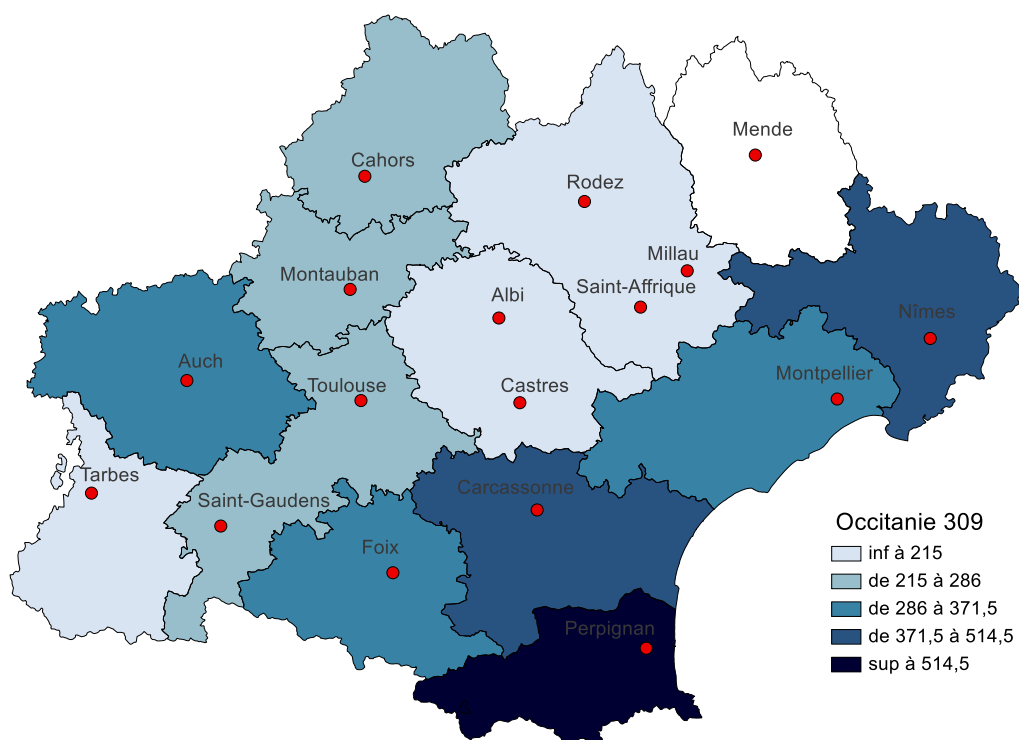 Mende
Cahors
Rodez
Millau
Montauban
Saint-Affrique
Albi
Nîmes
Auch
Montpellier
Toulouse
Castres
Tarbes
Carcassonne
Saint-Gaudens
Foix
Perpignan
Occitanie 309
inf à 215
de 215 à 286
de 286 à 371,5
de 371,5 à 514,5
sup à 514,5